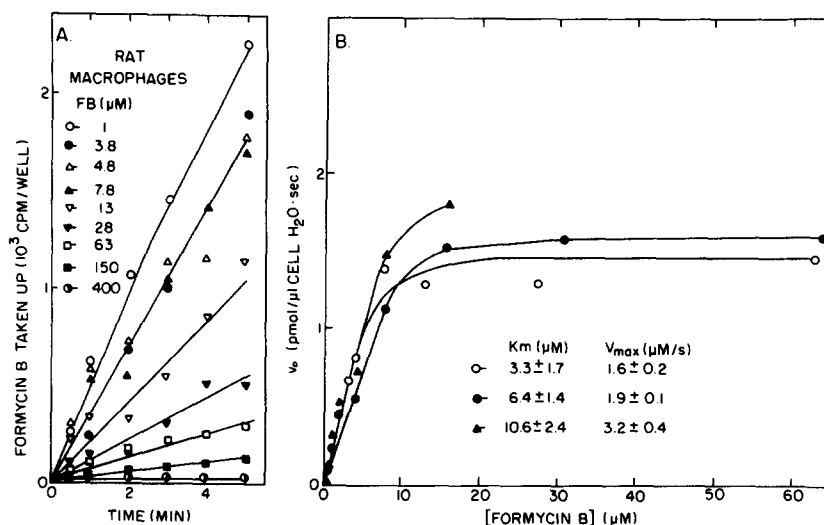 A.
RAT
MACROPHAGES
FB (μM)
1
3.8
4.8
7.8
13
28
63
150
400
FORMYCIN B TAKEN UP (10³ CPM/WELL)
2
1
0
0 2 4
TIME (MIN)
B.
v₀ (pmol/μl CELL H₂O·sec)
2
1
0
Km (μM) Vmax (μM/s)
3.3±1.7 1.6±0.2
6.4±1.4 1.9±0.1
10.6±2.4 3.2±0.4
0 10 20 30 40 50 60
[FORMYCIN B] (μM)